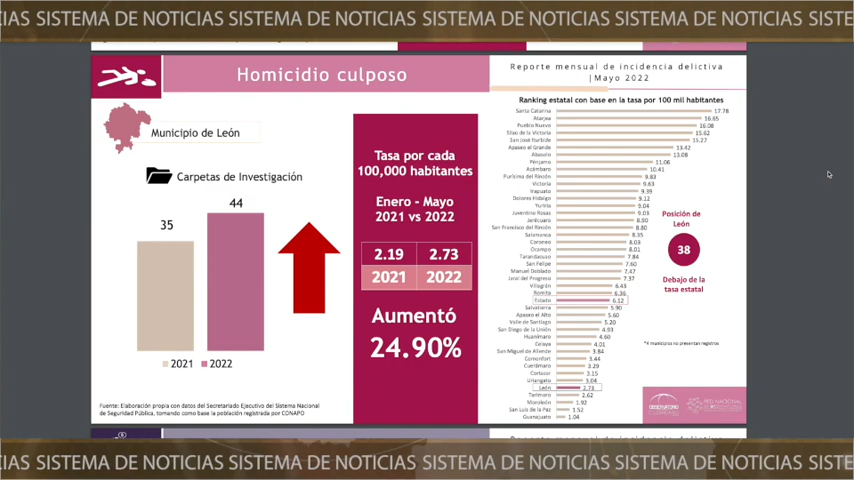 IAS SISTEMA DE NOTICIAS SISTEMA DE NOTICIAS SISTEMA DE NOTICIAS SISTEMA DE NOTICIAS SISTE
Homicidio culposo
Reporte mensual de incidencia delictiva
|Mayo 2022
Municipio de León
Carpetas de Investigación
35
44
2021
2022
Tasa por cada
100,000 habitantes
Enero - Mayo
2021 vs 2022
2.19 2.73
2021 2022
Aumentó
24.90%
Ranking estatal con base en la tasa por 100 mil habitantes
Santa Catarina 17.78
Atarjea 16.65
Pueblo Nuevo 16.08
Silao de la Victoria 15.62
San José Iturbide 15.27
Apaseo el Grande 13.42
Abasolo 13.08
Pénjamo 11.06
Acámbaro 10.41
Purísima del Rincón 9.83
Victoria 9.63
Irapuato 9.39
Dolores Hidalgo 9.12
Yuriria 9.04
Juventino Rosas 9.03
Jerécuaro 8.90
San Francisco del Rincón 8.80
Salamanca 8.35
Coroneo 8.03
Ocampo 8.01
Tarandacuao 7.84
San Felipe 7.60
Manuel Doblado 7.47
Jaral del Progreso 7.37
Villagrán 6.43
Romita 6.36
Estado 6.12
Salvatierra 5.90
Apaseo el Alto 5.60
Valle de Santiago 5.20
San Diego de la Unión 4.93
Huanímaro 4.60
Celaya 4.01
San Miguel de Allende 3.84
Comonfort 3.44
Cuerámaro 3.29
Cortazar 3.15
Uriangato 3.04
León 2.73
Tarimoro 2.62
Moroleón 1.92
San Luis de la Paz 1.52
Guanajuato 1.04
Posición de
León
38
Debajo de la
tasa estatal
*4 municipios no presentan registros
OBSERVATORIO
RED NACIONAL
Fuente: Elaboración propia con datos del Secretariado Ejecutivo del Sistema Nacional
de Seguridad Pública, tomando como base la población registrada por CONAPO
IAS SISTEMA DE NOTICIAS SISTEMA DE NOTICIAS SISTEMA DE NOTICIAS SISTEMA DE NOTICIAS SISTE